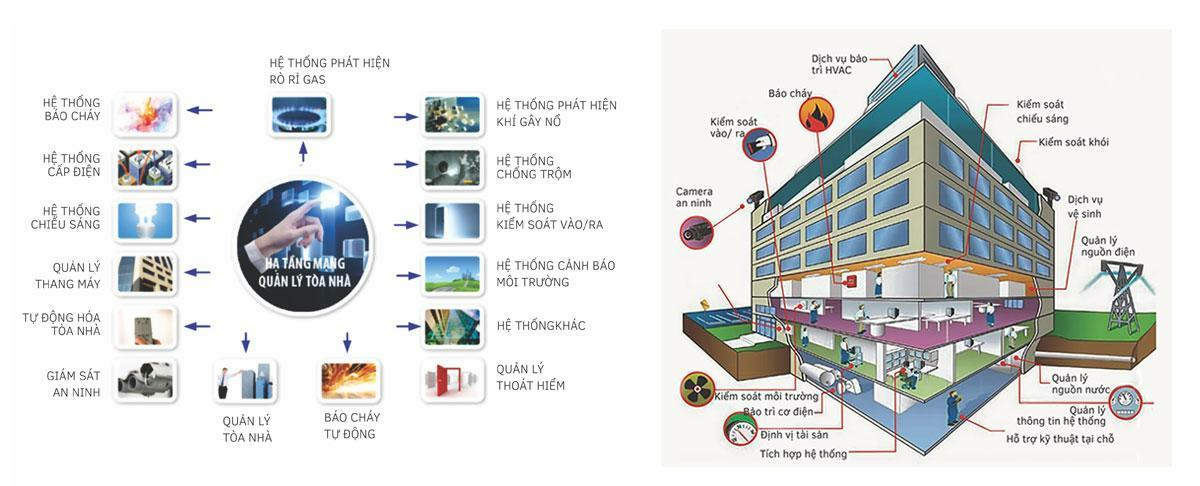 HỆ THỐNG PHÁT HIỆN
RÒ RỈ GAS
HỆ THỐNG
BÁO CHÁY
HỆ THỐNG
CẤP ĐIỆN
HỆ THỐNG
CHIẾU SÁNG
QUẢN LÝ
THANG MÁY
TỰ ĐỘNG HÓA
TÒA NHÀ
GIÁM SÁT
AN NINH
HẠ TẦNG MẠNG
QUẢN LÝ TÒA NHÀ
QUẢN LÝ
TÒA NHÀ
BÁO CHÁY
TỰ ĐỘNG
HỆ THỐNG PHÁT HIỆN
KHÍ GÂY NỔ
HỆ THỐNG
CHỐNG TRỘM
HỆ THỐNG
KIỂM SOÁT VÀO/RA
HỆ THỐNG CẢNH BÁO
MÔI TRƯỜNG
HỆ THỐNGKHÁC
QUẢN LÝ
THOÁT HIỂM
Dịch vụ bảo
trì HVAC
Báo cháy
Kiểm soát
vào/ ra
Camera
an ninh
Kiểm soát
chiếu sáng
Kiểm soát khói
Dịch vụ
vệ sinh
Quản lý
nguồn điện
Kiểm soát môi trường
Bảo trì cơ điện
Định vị tài sản
Tích hợp hệ thống
Quản lý
nguồn nước
Quản lý
thông tin hệ thống
Hỗ trợ kỹ thuật tại chỗ